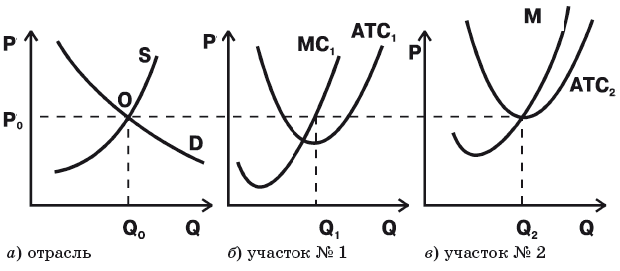 P S O P₀ D Q₀ Q
P MC₁ ATC₁ Q₁ Q
P M ATC₂ Q₂ Q
а) отрасль
б) участок № 1
в) участок № 2